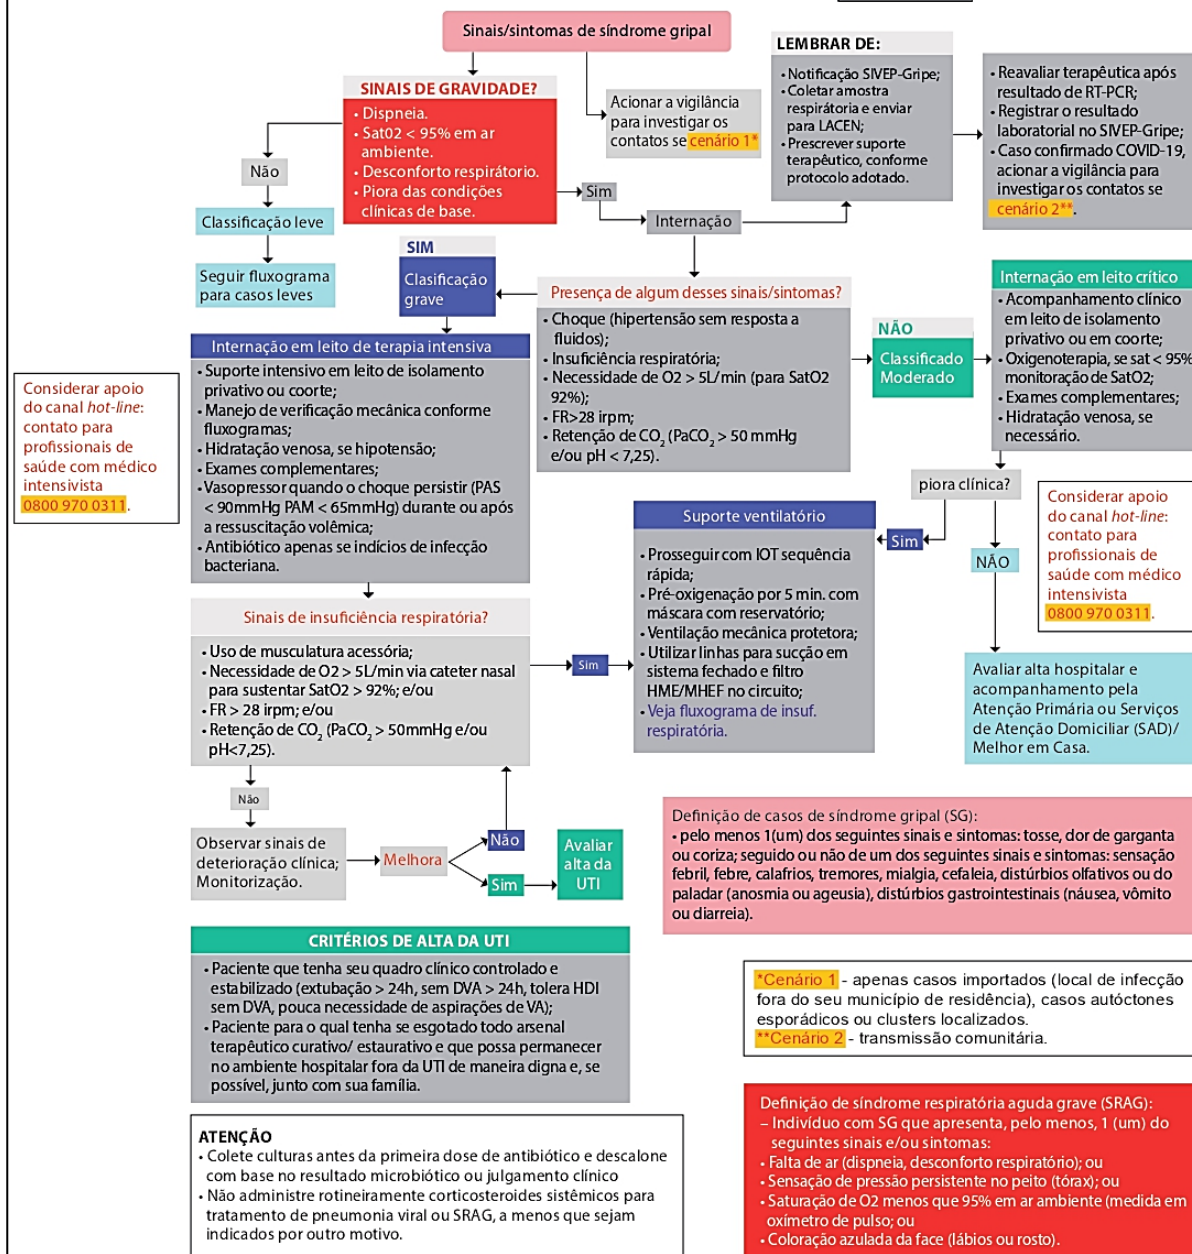 Sinais/sintomas de síndrome gripal
SINAIS DE GRAVIDADE?
• Dispneia.
• Sat02 < 95% em ar
ambiente.
• Desconforto respirátorio.
• Piora das condições
clínicas de base.
Não
Classificação leve
Seguir fluxograma
para casos leves
Acionar a vigilância
para investigar os
contatos se cenário 1*
Sim
Internação
LEMBRAR DE:
• Notificação SIVEP-Gripe;
• Coletar amostra
respirátoria e enviar
para LACEN;
• Prescrever suporte
terapêutico, conforme
protocolo adotado.
• Reavaliar terapêutica após
resultado de RT-PCR;
• Registrar o resultado
laboratorial no SIVEP-Gripe;
• Caso confirmado COVID-19,
acionar a vigilância para
investigar os contatos se
cenário 2**.
SIM
Clasificação
grave
Presença de algum desses sinais/sintomas?
• Choque (hipertensão sem resposta a
fluidos);
• Insuficiência respiratória;
• Necessidade de O2 > 5L/min (para SatO2
92%);
• FR>28 irpm;
• Retenção de CO2 (PaCO2 > 50 mmHg
e/ou pH < 7,25).
NÃO
Classificado
Moderado
Internação em leito crítico
• Acompanhamento clínico
em leito de isolamento
privativo ou em coorte;
• Oxigenoterapia, se sat < 95%
monitoração de SatO2;
• Exames complementares;
• Hidratação venosa, se
necessário.
Considerar apoio
do canal hot-line:
contato para
profissionais de
saúde com médico
intensivista
0800 970 0311.
Internação em leito de terapia intensiva
• Suporte intensivo em leito de isolamento
privativo ou coorte;
• Manejo de verificação mecânica conforme
fluxogramas;
• Hidratação venosa, se hipotensão;
• Exames complementares;
• Vasopressor quando o choque persistir (PAS
< 90mmHg PAM < 65mmHg) durante ou após
a ressuscitação volêmica;
• Antibiótico apenas se indícios de infecção
bacteriana.
piora clínica?
Sim
NÃO
Considerar apoio
do canal hot-line:
contato para
profissionais de
saúde com médico
intensivista
0800 970 0311.
Suporte ventilatório
• Prosseguir com IOT sequência
rápida;
• Pré-oxigenação por 5 min. com
máscara com reservatório;
• Ventilação mecânica protetora;
• Utilizar linhas para sucção em
sistema fechado e filtro
HME/MHEF no circuito;
• Veja fluxograma de insuf.
respiratória.
Avaliar alta hospitalar e
acompanhamento pela
Atenção Primária ou Serviços
de Atenção Domiciliar (SAD)/
Melhor em Casa.
Sinais de insuficiência respiratória?
• Uso de musculatura acessória;
• Necessidade de O2 > 5L/min via cateter nasal
para sustentar SatO2 > 92%; e/ou
• FR > 28 irpm; e/ou
• Retenção de CO2 (PaCO2 > 50mmHg e/ou
pH<7,25).
Sim
Não
Observar sinais de
deterioração clínica;
Monitorização.
Melhora
Não
Sim
Avaliar
alta da
UTI
Definição de casos de síndrome gripal (SG):
• pelo menos 1(um) dos seguintes sinais e sintomas: tosse, dor de garganta
ou coriza; seguido ou não de um dos seguintes sinais e sintomas: sensação
febril, febre, calafrios, tremores, mialgia, cefaleia, distúrbios olfativos ou do
paladar (anosmia ou ageusia), distúrbios gastrointestinais (náusea, vômito
ou diarreia).
CRITÉRIOS DE ALTA DA UTI
• Paciente que tenha seu quadro clínico controlado e
estabilizado (extubação > 24h, sem DVA > 24h, tolera HDI
sem DVA, pouca necessidade de aspirações de VA);
• Paciente para o qual tenha se esgotado todo arsenal
terapêutico curativo/ estaurativo e que possa permanecer
no ambiente hospitalar fora da UTI de maneira digna e, se
possível, junto com sua família.
*Cenário 1 - apenas casos importados (local de infecção
fora do seu município de residência), casos autóctones
esporádicos ou clusters localizados.
**Cenário 2 - transmissão comunitária.
ATENÇÃO
• Colete culturas antes da primeira dose de antibiótico e descalone
com base no resultado microbiótico ou julgamento clínico
• Não administre rotineiramente corticosteroides sistêmicos para
tratamento de pneumonia viral ou SRAG, a menos que sejam
indicados por outro motivo.
Definição de síndrome respiratória aguda grave (SRAG):
– Indivíduo com SG que apresenta, pelo menos, 1 (um) do
seguintes sinais e/ou sintomas:
• Falta de ar (dispneia, desconforto respiratório); ou
• Sensação de pressão persistente no peito (tórax); ou
• Saturação de O2 menos que 95% em ar ambiente (medida em
oxímetro de pulso; ou
• Coloração azulada da face (lábios ou rosto).